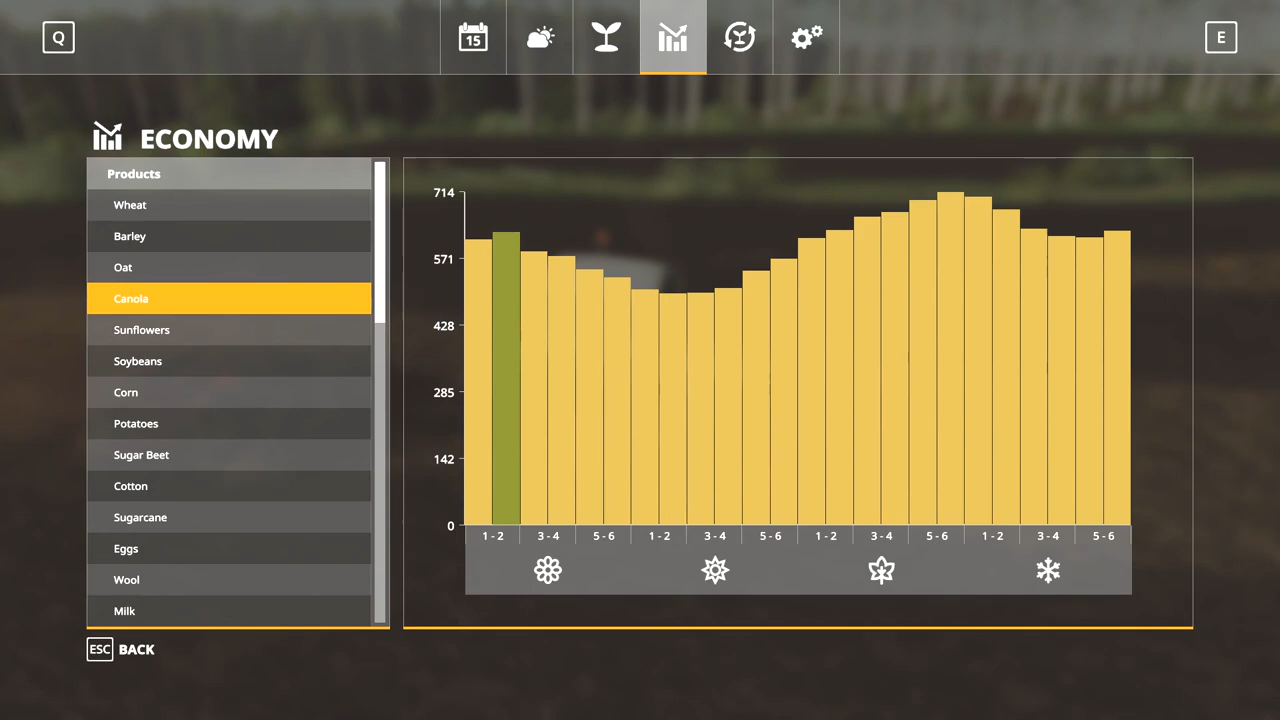 Q
15
E
ECONOMY
Products
Wheat
Barley
Oat
Canola
Sunflowers
Soybeans
Corn
Potatoes
Sugar Beet
Cotton
Sugarcane
Eggs
Wool
Milk
714
571
428
285
142
0
1 - 2 3 - 4 5 - 6 1 - 2 3 - 4 5 - 6 1 - 2 3 - 4 5 - 6 1 - 2 3 - 4 5 - 6
ESC BACK